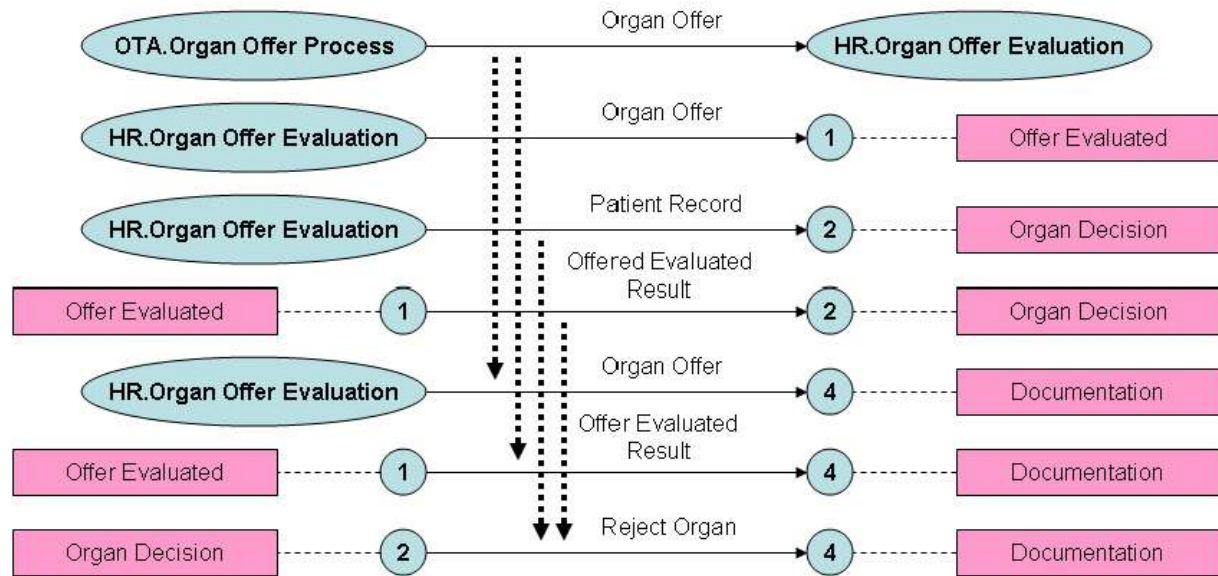 Organ Offer
OTA.Organ Offer Process
HR.Organ Offer Evaluation
Organ Offer
HR.Organ Offer Evaluation
1
Offer Evaluated
Patient Record
HR.Organ Offer Evaluation
2
Organ Decision
Offered Evaluated
Result
Offer Evaluated
1
2
Organ Decision
Organ Offer
HR.Organ Offer Evaluation
4
Documentation
Offer Evaluated
Result
Offer Evaluated
1
4
Documentation
Reject Organ
Organ Decision
2
4
Documentation